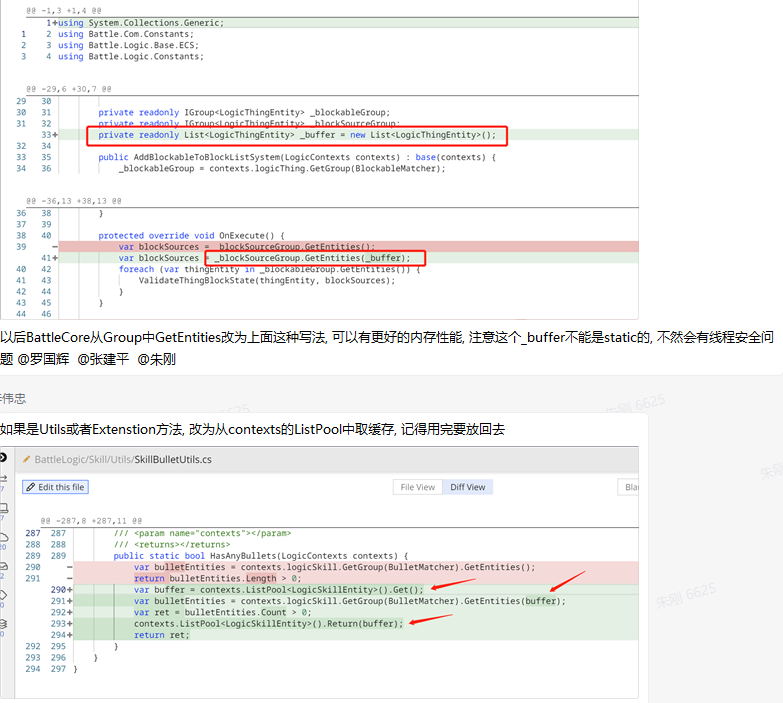 @@ -1,3 +1,4 @@
1+using System.Collections.Generic;
1 2 using Battle.Com.Constants;
2 3 using Battle.Logic.Base.ECS;
3 4 using Battle.Logic.Constants;
@@ -29,6 +30,7 @@
29 30
30 31 private readonly IGroup<LogicThingEntity> _blockableGroup;
31 32 private readonly IGroup<LogicThingEntity> _blockSourceGroup;
33+ private readonly List<LogicThingEntity> _buffer = new List<LogicThingEntity>();
32 34
33 35 public AddBlockableToBlockListSystem(LogicContexts contexts) : base(contexts) {
34 36 _blockableGroup = contexts.logicThing.GetGroup(BlockableMatcher);
@@ -36,13 +38,13 @@
36 38 }
37 39
38 40 protected override void OnExecute() {
39 - var blockSources = _blockSourceGroup.GetEntities();
41+ var blockSources = _blockSourceGroup.GetEntities(_buffer);
40 42 foreach (var thingEntity in _blockableGroup.GetEntities()) {
41 43 ValidateThingBlockState(thingEntity, blockSources);
42 44 }
43 45 }
44 46
以后BattleCore从Group中GetEntities改为上面这种写法, 可以有更好的内存性能, 注意这个_buffer不能是static的, 不然会有线程安全问
题 @罗国辉 @张建平 @朱刚
伟忠
朱刚 6625
如果是Utils或者Extenstion方法, 改为从contexts的ListPool中取缓存, 记得用完要放回去
BattleLogic/Skill/Utils/SkillBulletUtils.cs
Edit this file File View Diff View Bla
@@ -287,8 +287,11 @@
287 287 /// <param name="contexts"></param>
288 288 /// <returns></returns>
289 289 public static bool HasAnyBullets(LogicContexts contexts) {
290 - var bulletEntities = contexts.logicSkill.GetGroup(BulletMatcher).GetEntities();
291 - return bulletEntities.Length > 0;
290+ var buffer = contexts.ListPool<LogicSkillEntity>().Get();
291+ var bulletEntities = contexts.logicSkill.GetGroup(BulletMatcher).GetEntities(buffer);
292+ var ret = bulletEntities.Count > 0;
293+ contexts.ListPool<LogicSkillEntity>().Return(buffer);
294+ return ret;
292 295 }
293 296 }
294 297 }
朱刚 6625